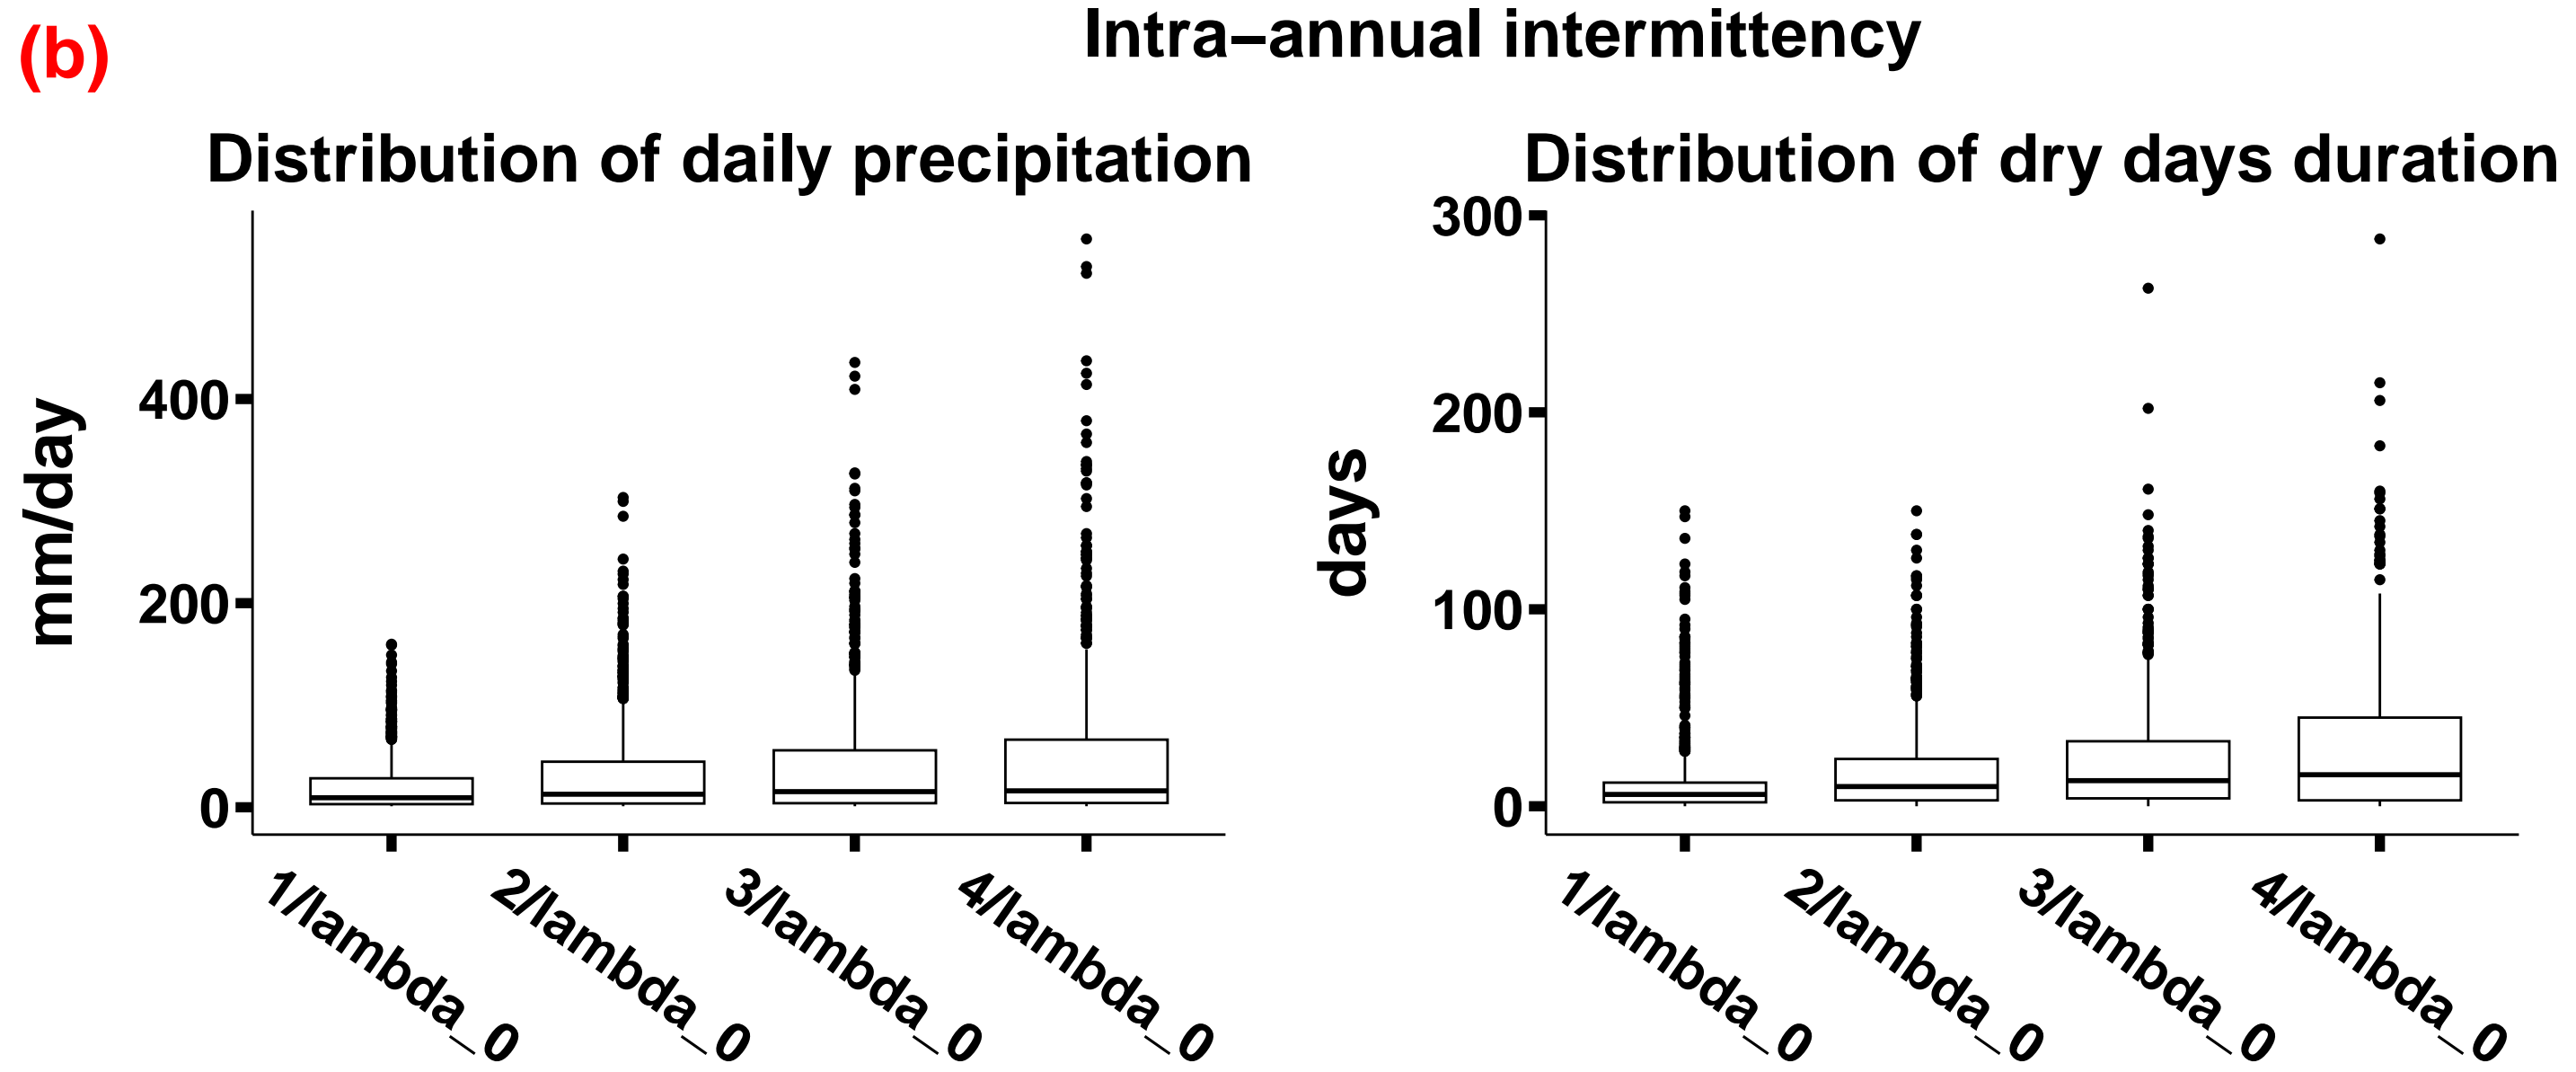 (b)
Intra–annual intermittency
Distribution of daily precipitation
Distribution of dry days duration
mm/day
400
200
0
1/lambda_0
2/lambda_0
3/lambda_0
4/lambda_0
days
300
200
100
0
1/lambda_0
2/lambda_0
3/lambda_0
4/lambda_0